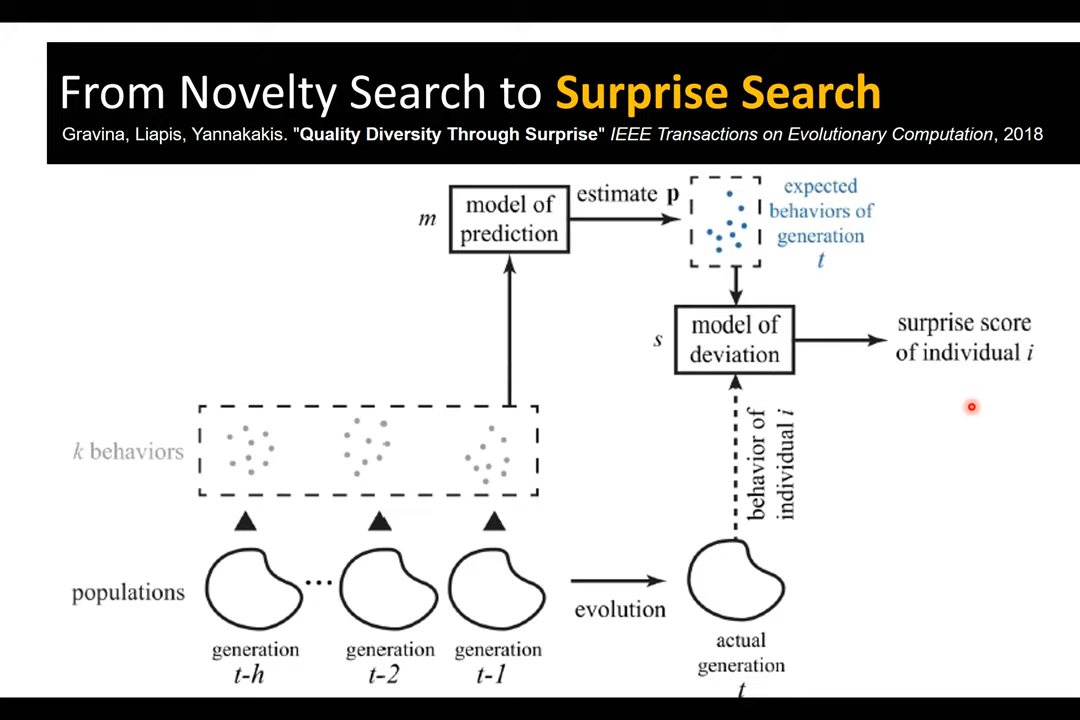 From Novelty Search to Surprise Search
Gravina, Liapis, Yannakakis. "Quality Diversity Through Surprise" IEEE Transactions on Evolutionary Computation, 2018
m
model of
prediction
estimate p
expected
behaviors of
generation
t
s
model of
deviation
surprise score
of individual i
k behaviors
behavior of
individual i
populations
...
evolution
generation
t-h
generation
t-2
generation
t-1
actual
generation
t